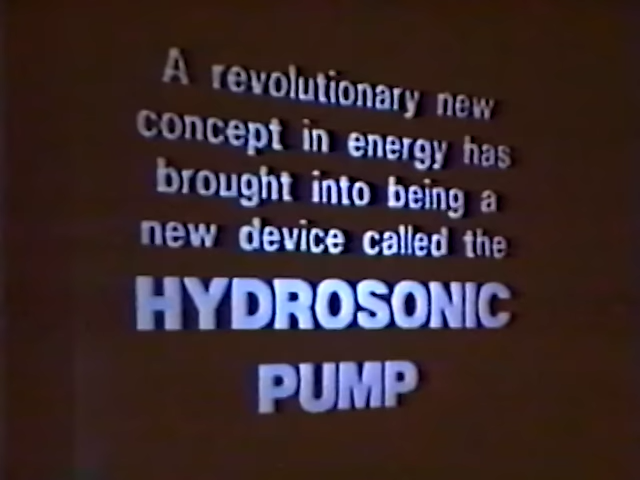 A revolutionary new
concept in energy has
brought into being a
new device called the
HYDROSONIC
PUMP